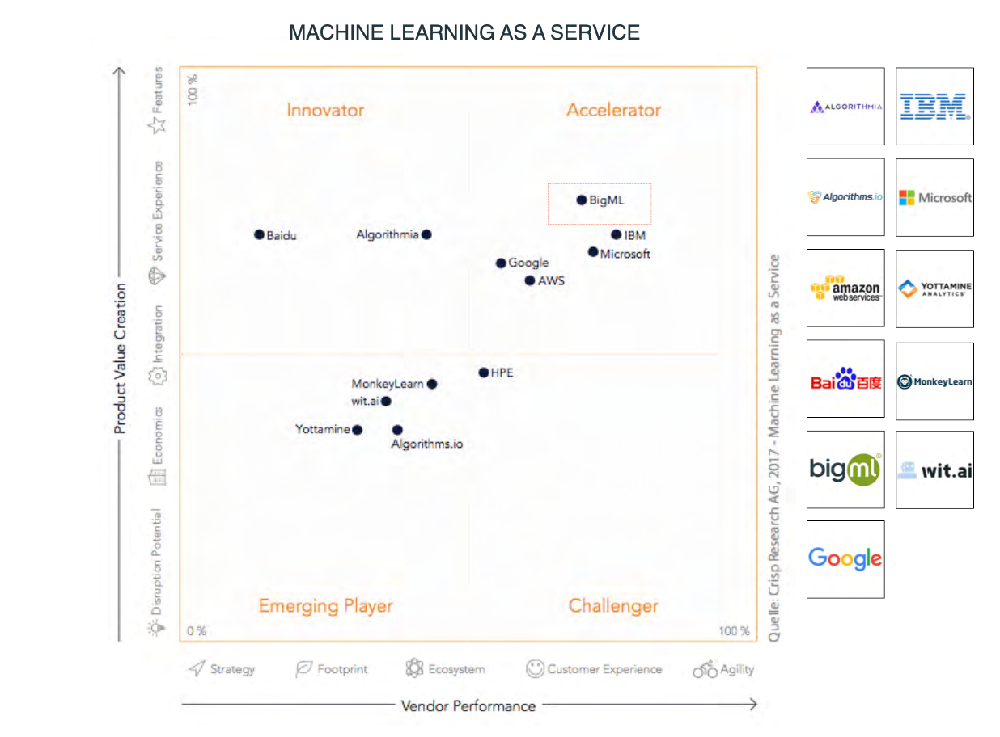 MACHINE LEARNING AS A SERVICE
Product Value Creation
Features
Service Experience
Integration
Economics
Disruption Potential
100 %
Innovator
Accelerator
BigML
Baidu
Algorithmia
IBM
Microsoft
Google
AWS
HPE
MonkeyLearn
wit.ai
Yottamine
Algorithms.io
Emerging Player
Challenger
0 %
100 %
Strategy
Footprint
Ecosystem
Customer Experience
Agility
Vendor Performance
Quelle: Crisp Research AG, 2017 - Machine Learning as a Service
ALGORITHMIA
IBM®
Algorithms.io
Microsoft
amazon
webservices™
YOTTAMINE
ANALYTICS
Baidu百度
MonkeyLearn
bigml®
wit.ai
Google